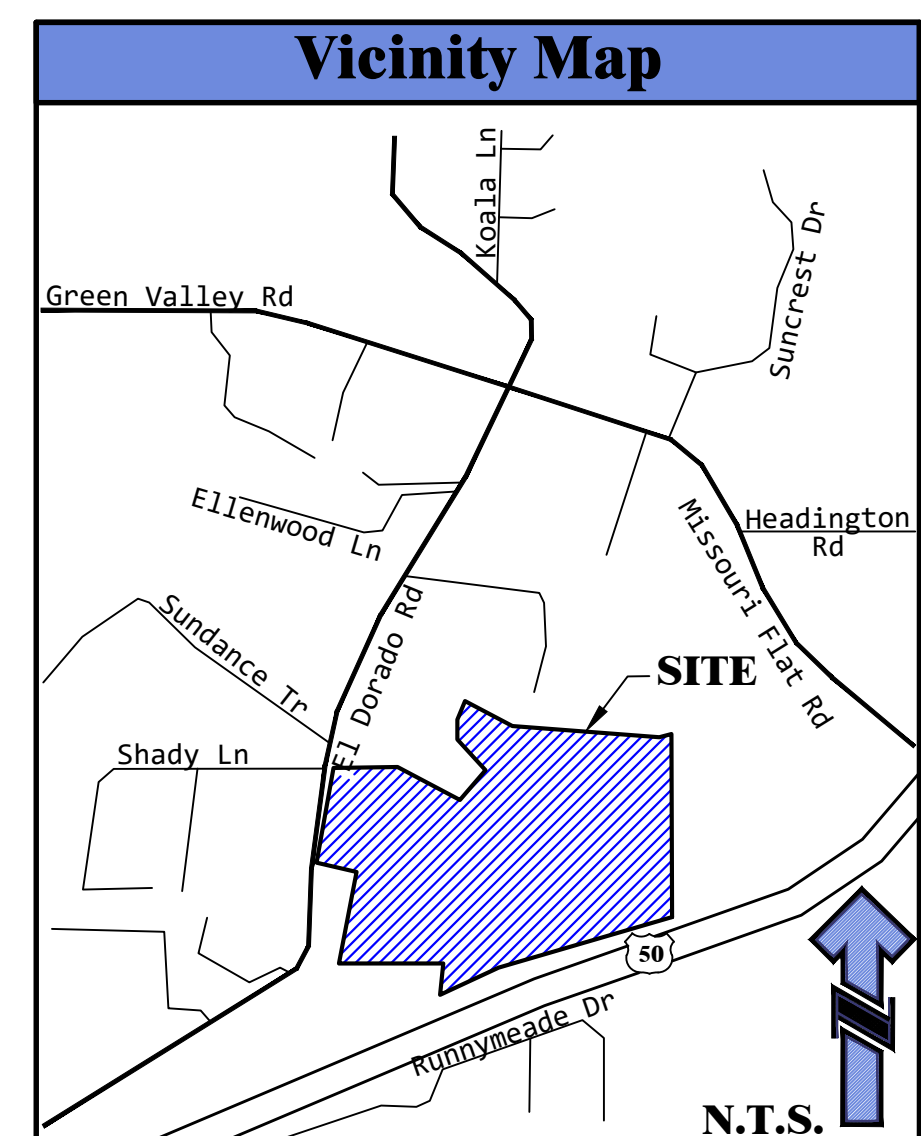 Vicinity Map
Koala Ln
Suncrest Dr
Green Valley Rd
Ellenwood Ln
Missouri Flat Rd
Headington
Rd
Sundance Tr
El Dorado Rd
SITE
Shady Ln
50
Runnymeade Dr
N
N.T.S.